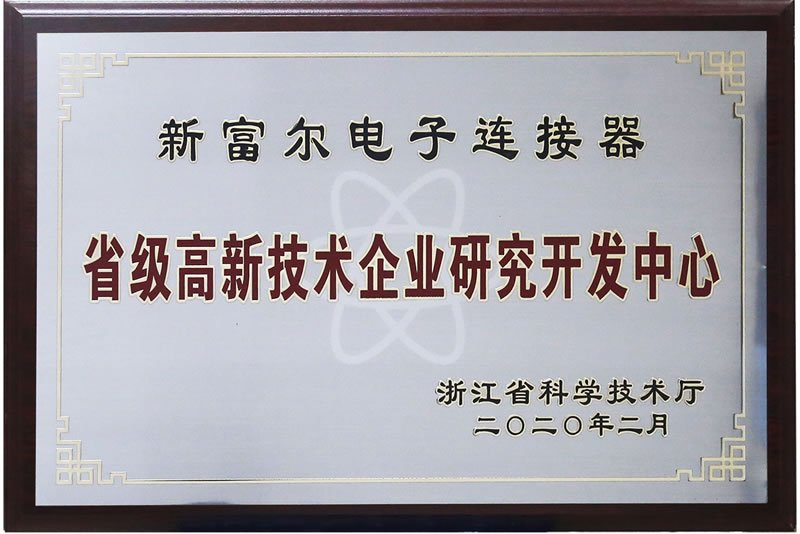 新富尔电子连接器
省级高新技术企业研究开发中心
浙江省科学技术厅
二〇二〇年二月